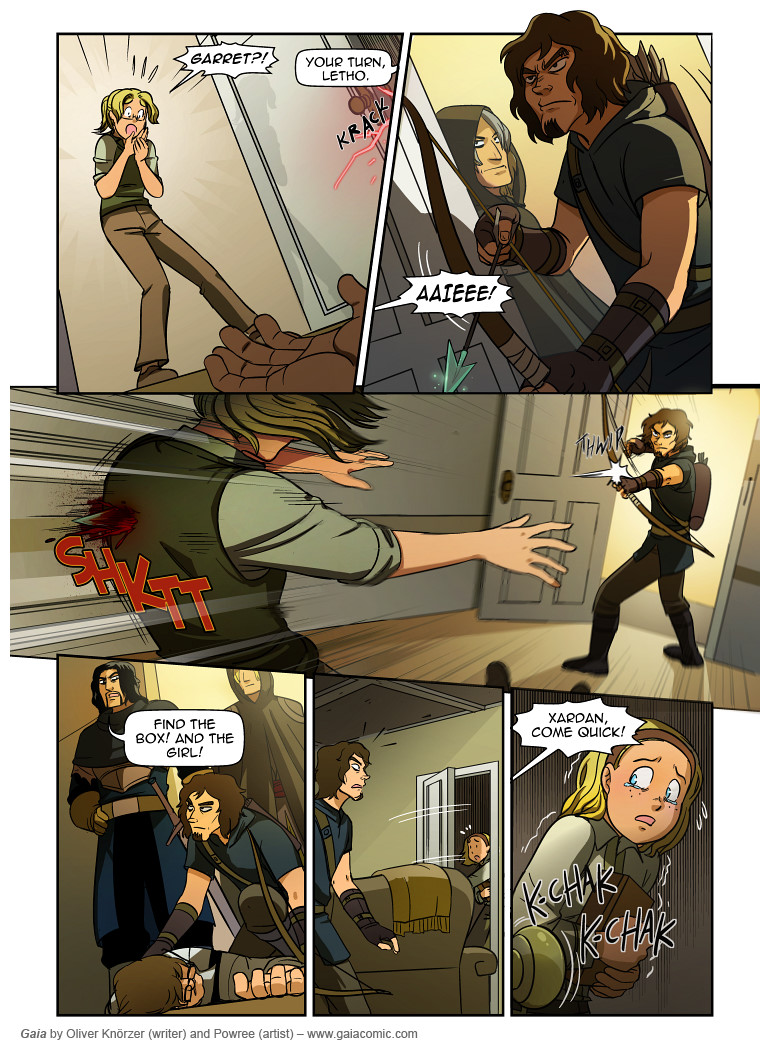 GARRET?!
YOUR TURN,
LETHO.
KRACK
AAIEEE!
THWIP
SHKTT
FIND THE
BOX! AND THE
GIRL!
XARDAN,
COME QUICK!
K-CHAK
K-CHAK
Gaia by Oliver Knörzer (writer) and Powree (artist) – www.gaiacomic.com